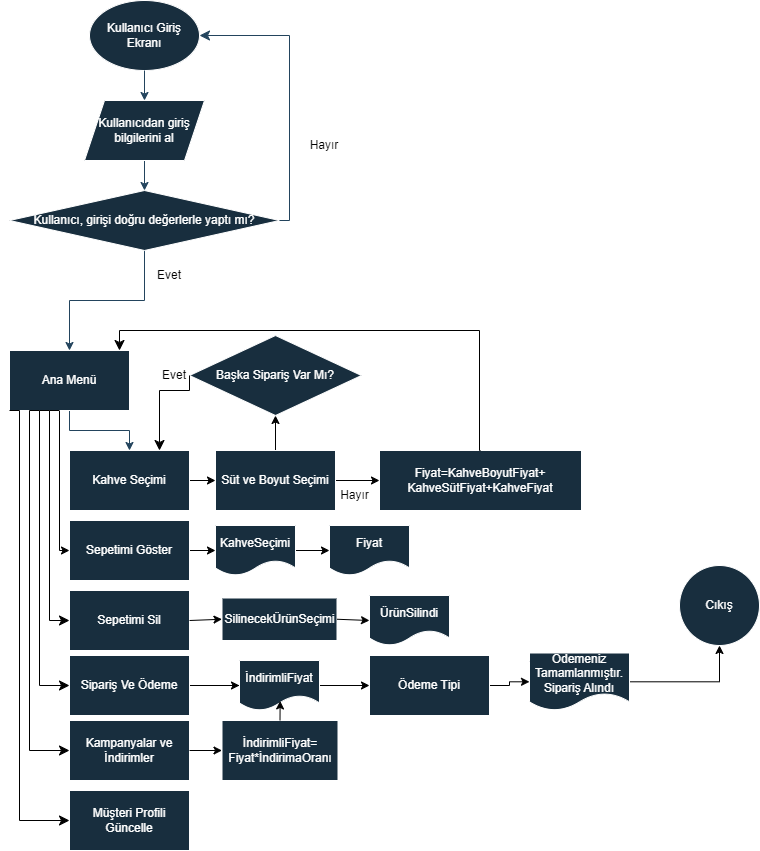 Kullanıcı Giriş
Ekranı
Kullanıcıdan giriş
bilgilerini al
Hayır
Kullanıcı, girişi doğru değerlerle yaptı mı?
Evet
Ana Menü
Evet
Başka Sipariş Var Mı?
Kahve Seçimi
Süt ve Boyut Seçimi
Hayır
Fiyat=KahveBoyutFiyat+
KahveSütFiyat+KahveFiyat
Sepetimi Göster
KahveSeçimi
Fiyat
Sepetimi Sil
SilinecekÜrünSeçimi
ÜrünSilindi
Cıkış
Sipariş Ve Ödeme
İndirimliFiyat
Ödeme Tipi
Ödemeniz
Tamamlanmıştır.
Sipariş Alındı
Kampanyalar ve
İndirimler
İndirimliFiyat=
Fiyat*İndirimaOranı
Müşteri Profili
Güncelle